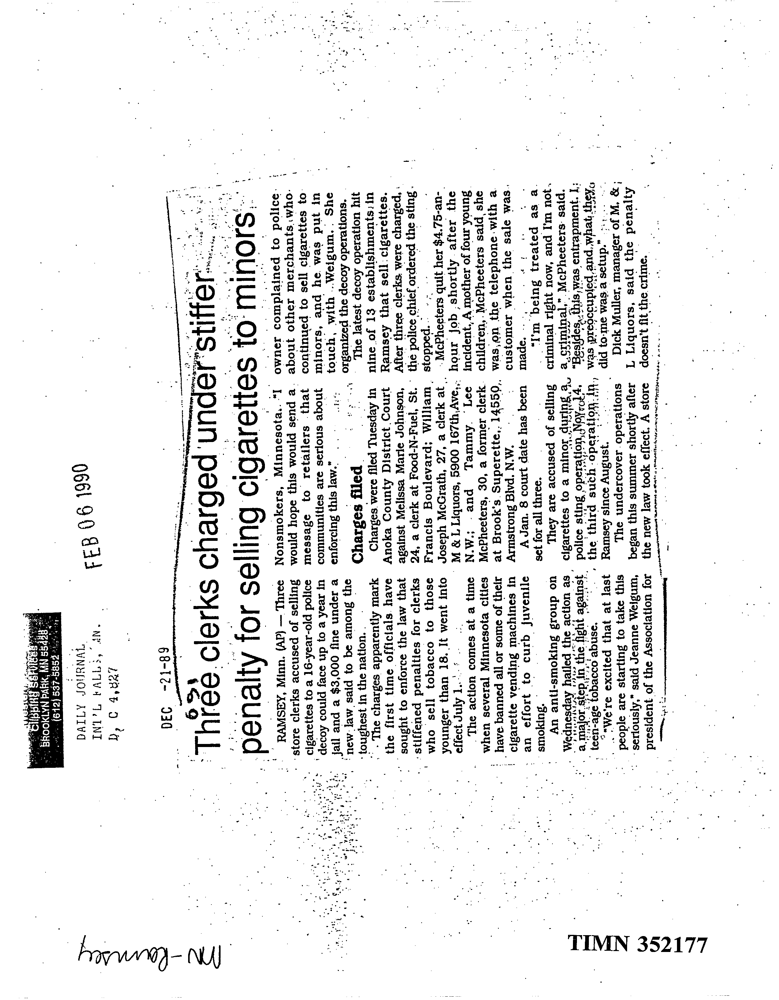 Clipping Services
BROOKLYN PARK, MN 55428
(612) 537-5852
DAILY JOURNAL
INT'L FALLS, MN.
D, C 4,827
FEB 06 1990
DEC -21-89
Three clerks charged under stiffer
penalty for selling cigarettes to minors
RAMSEY, Minn. (AP) — Three
store clerks accused of selling
cigarettes to a 16-year-old police
decoy could face up to a year in
jail and a $3,000 fine under a
new law said to be among the
toughest in the nation.
The charges apparently mark
the first time officials have
sought to enforce the law that
stiffened penalties for clerks
who sell tobacco to those
younger than 18. It went into
effect July 1.
The action comes at a time
when several Minnesota cities
have banned all or some of their
cigarette vending machines in
an effort to curb juvenile
smoking.
An anti-smoking group on
Wednesday hailed the action as
a major step in the fight against
teen-age tobacco abuse.
"We're excited that at last
people are starting to take this
seriously," said Jeanne Welgum,
president of the Association for
Nonsmokers, Minnesota. "I
would hope this would send a
message to retailers that
communities are serious about
enforcing this law."
Charges filed
Charges were filed Tuesday in
Anoka County District Court
against Melissa Marie Johnson,
24, a clerk at Food-N-Fuel, St.
Francis Boulevard; William
Joseph McGrath, 27, a clerk at
M & L Liquors, 5900 167th Ave.
N.W.; and Tammy Lee
McPheeters, 30, a former clerk
at Brook's Superette, 14550
Armstrong Blvd. N.W.
A Jan. 8 court date has been
set for all three.
They are accused of selling
cigarettes to a minor during a
police sting operation Nov. 14,
the third such operation in
Ramsey since August.
The undercover operations
began this summer shortly after
the new law took effect. A store
owner complained to police
about other merchants who
continued to sell cigarettes to
minors, and he was put in
touch with Welgum. She
organized the decoy operations.
The latest decoy operation hit
nine of 13 establishments in
Ramsey that sell cigarettes.
After three clerks were charged,
the police chief ordered the sting
stopped.
McPheeters quit her $4.75-an-
hour job shortly after the
incident. A mother of four young
children, McPheeters said she
was on the telephone with a
customer when the sale was
made.
"I'm being treated as a
criminal right now, and I'm not
a criminal," McPheeters said.
"Besides, this was entrapment. I
was preoccupied and what they
did to me was a setup."
Dick Muller, manager of M &
L Liquors, said the penalty
doesn't fit the crime.
MN-Ramsey
TIMN 352177